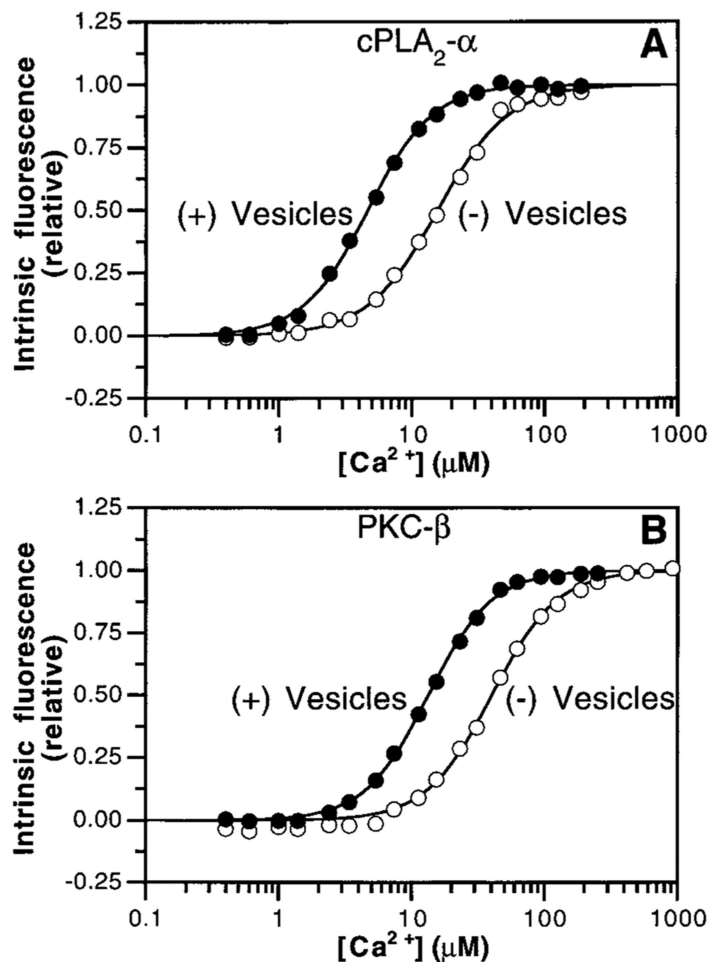 cPLA₂-α
A
1.25
1.00
0.75
0.50
0.25
0.00
-0.25
Intrinsic fluorescence
(relative)
(+) Vesicles
(-) Vesicles
0.1
1
10
100
1000
[Ca²⁺] (μM)
PKC-β
B
1.25
1.00
0.75
0.50
0.25
0.00
-0.25
Intrinsic fluorescence
(relative)
(+) Vesicles
(-) Vesicles
0.1
1
10
100
1000
[Ca²⁺] (μM)